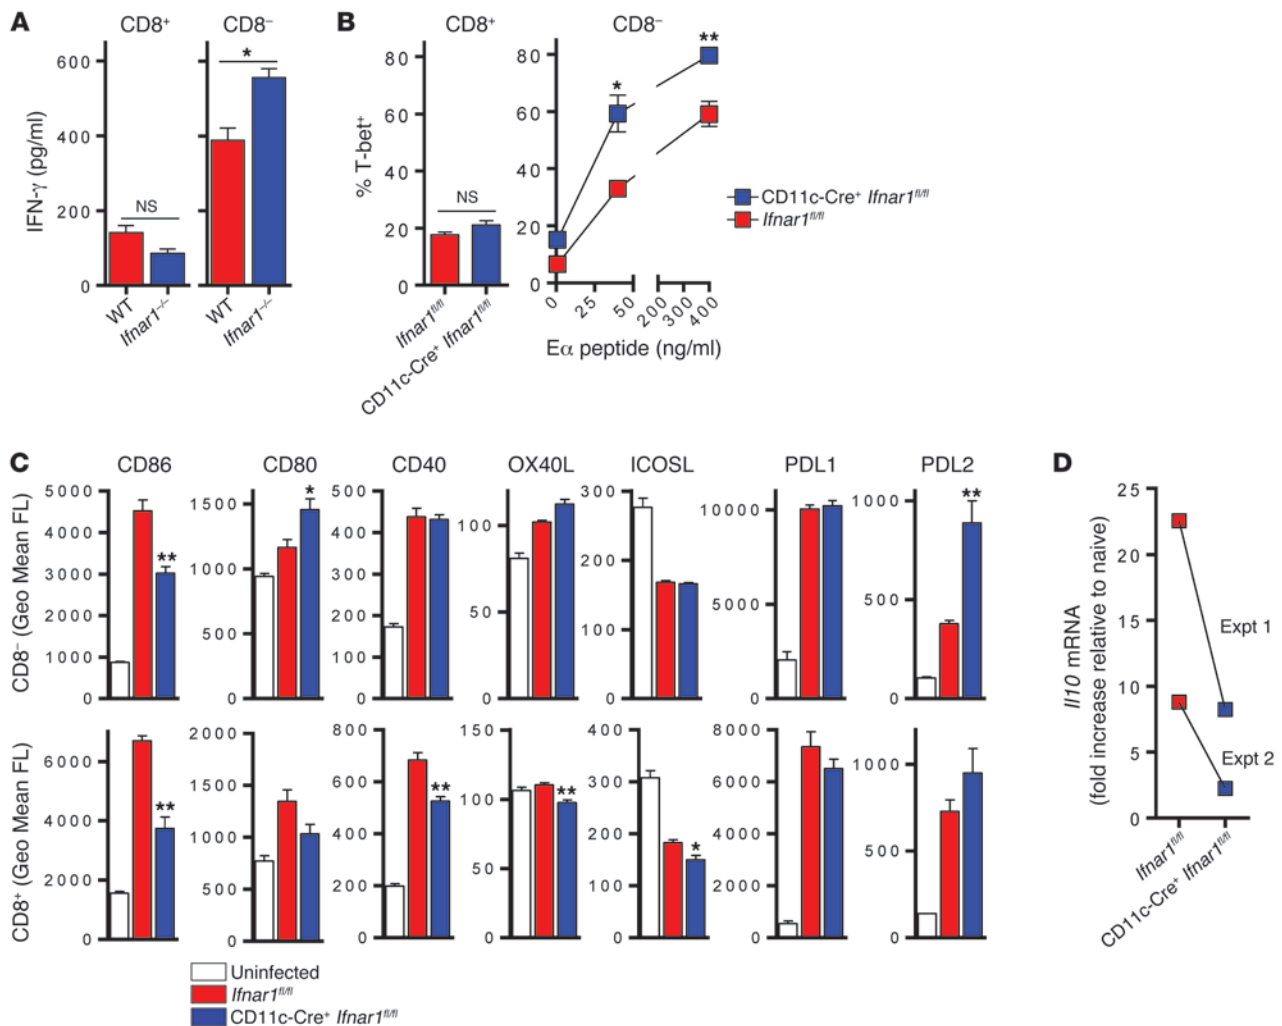 A
CD8⁺
CD8⁻
IFN-γ (pg/ml)
600
400
200
0
NS
*
WT
Ifnar1⁻/⁻
WT
Ifnar1⁻/⁻
B
CD8⁺
CD8⁻
% T-bet⁺
80
60
40
20
0
NS
Ifnar1fl/fl
CD11c-Cre⁺ Ifnar1fl/fl
80
60
40
20
0
*
**
0
25
50
200
300
400
Eα peptide (ng/ml)
CD11c-Cre⁺ Ifnar1fl/fl
Ifnar1fl/fl
C
CD86
CD80
CD40
OX40L
ICOSL
PDL1
PDL2
CD8⁻ (Geo Mean FL)
5000
4000
3000
2000
1000
0
**
1500
1000
500
0
*
500
400
300
200
100
0
100
50
0
300
200
100
0
10000
5000
0
1000
500
0
**
CD8⁺ (Geo Mean FL)
6000
4000
2000
0
**
2000
1500
1000
500
0
800
600
400
200
0
**
150
100
50
0
**
400
300
200
100
0
*
8000
6000
4000
2000
0
1000
500
0
Uninfected
Ifnar1fl/fl
CD11c-Cre⁺ Ifnar1fl/fl
D
Il10 mRNA
(fold increase relative to naive)
25
20
15
10
5
0
Expt 1
Expt 2
Ifnar1fl/fl
CD11c-Cre⁺ Ifnar1fl/fl